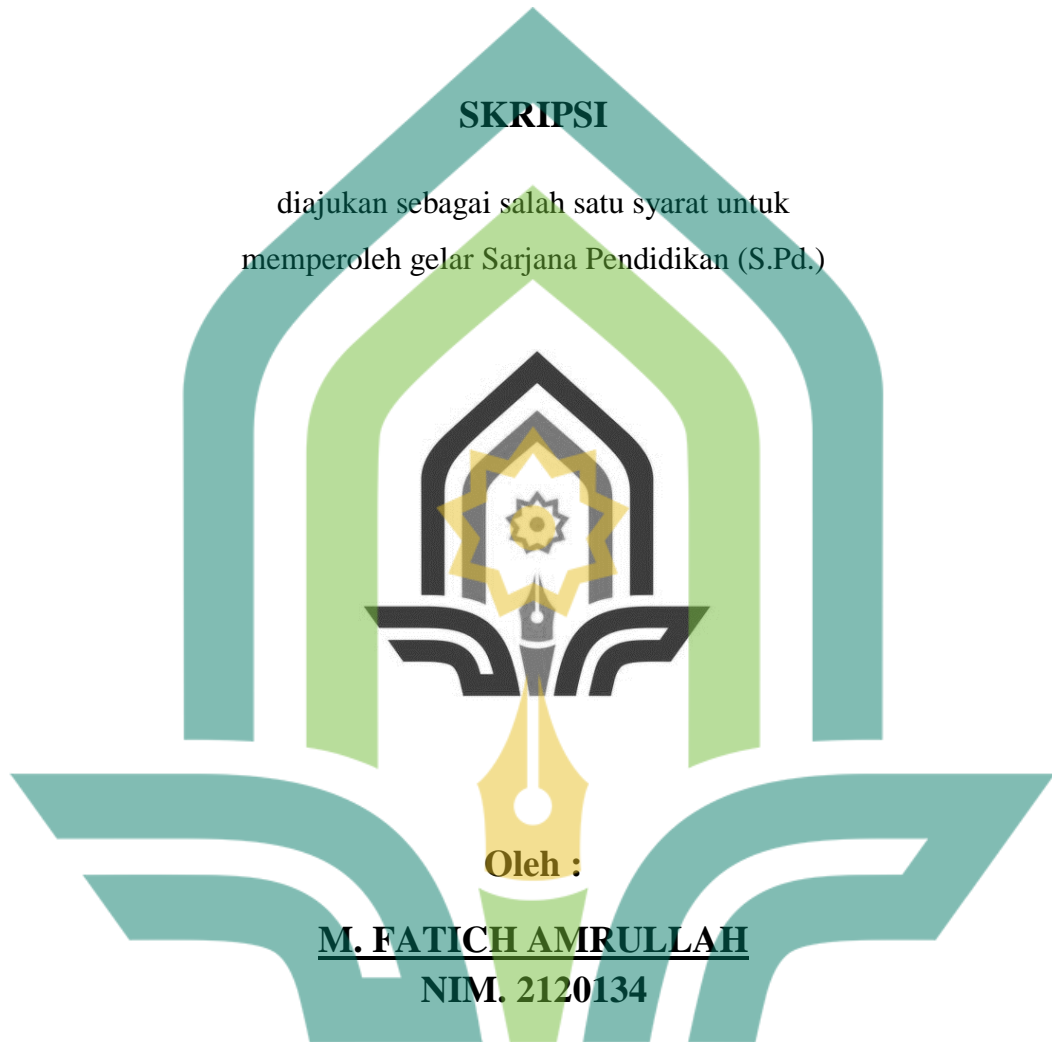 SKRIPSI
diajukan sebagai salah satu syarat untuk
memperoleh gelar Sarjana Pendidikan (S.Pd.)
Oleh :
M. FATICH AMRULLAH
NIM. 2120134